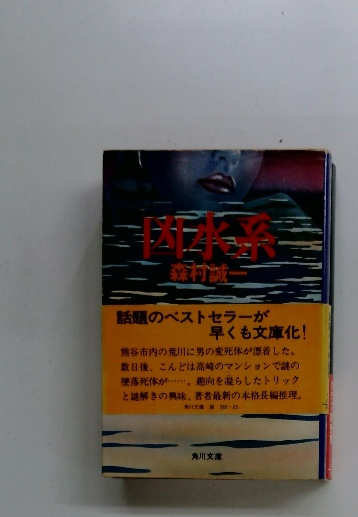 凶水系
森村誠一
話題のベストセラーが
早くも文庫化!
熊谷市内の荒川に男の変死体が漂着した。
数日後、こんどは高崎のマンションで謎の
墜落死体が……。趣向を凝らしたトリック
と謎解きの興味、著者最新の本格長編推理。
角川文庫
角川文庫